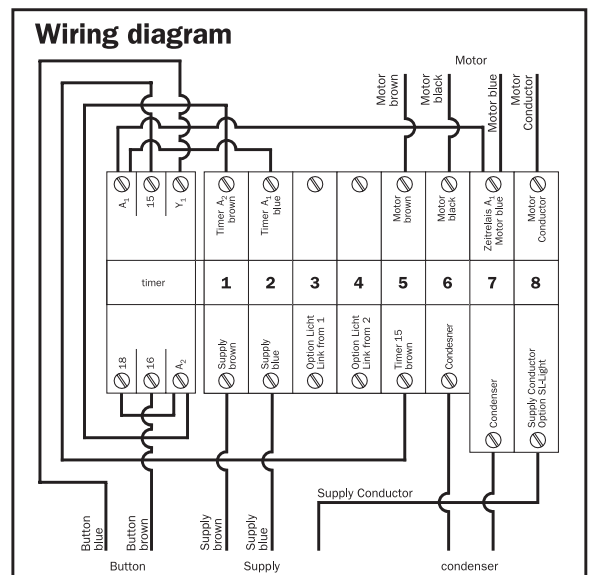 Wiring diagram
Motor
Motor
brown
Motor
black
Motor blue
Motor
Conductor
A1
15
Y1
Timer A2
brown
Timer A1
blue
Motor
brown
Motor
black
Zeitrelais A1
Motor blue
Motor
Conductor
timer
1
2
3
4
5
6
7
8
18
16
A2
Supply
brown
Supply
blue
Option Licht
Link from 1
Option Licht
Link from 2
Timer 15
brown
Condesner
Condenser
Supply Conductor
Option SL-Light
Supply Conductor
Button
blue
Button
brown
Supply
brown
Supply
blue
Button
Supply
condenser